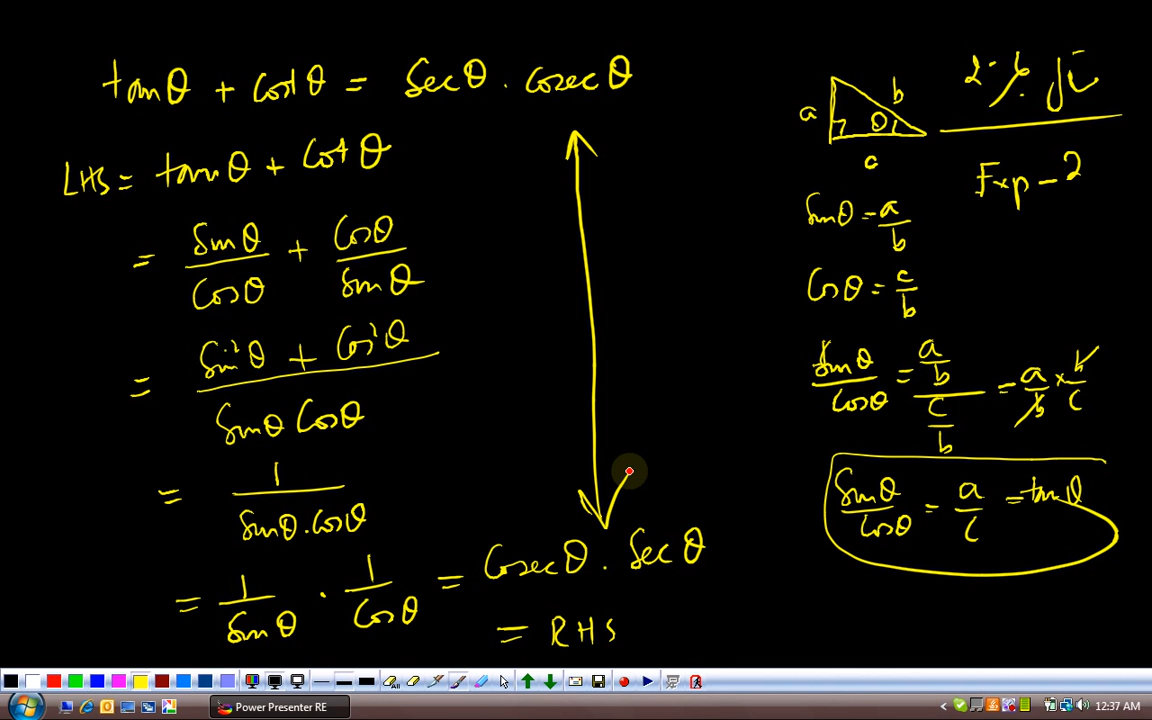 tanθ + cotθ = Secθ . cosecθ
LHS = tanθ + Cotθ
= Sinθ/Cosθ + Cosθ/Sinθ
= Sin²θ + Cos²θ / Sinθ Cosθ
= 1/Sinθ.Cosθ
= 1/Sinθ . 1/Cosθ = Cosecθ . Secθ
= RHS
a b
θ
c
Exp-2
Sinθ = a/b
Cosθ = c/b
Sinθ/Cosθ = a/b / c/b = a/b × b/c
Sinθ/Cosθ = a/c = tanθ
All
Power Presenter RE
12:37 AM